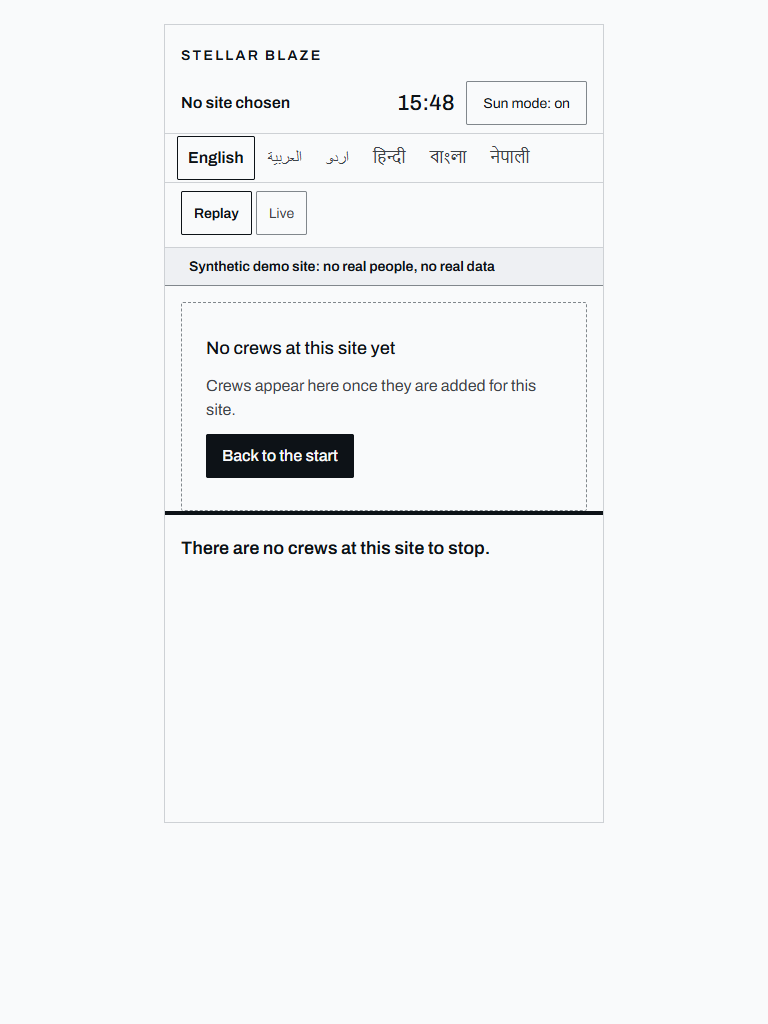 STELLAR BLAZE
No site chosen
15:48
Sun mode: on
English
العربية
اردو
हिन्दी
বাংলা
नेपाली
Replay
Live
Synthetic demo site: no real people, no real data
No crews at this site yet
Crews appear here once they are added for this
site.
Back to the start
There are no crews at this site to stop.